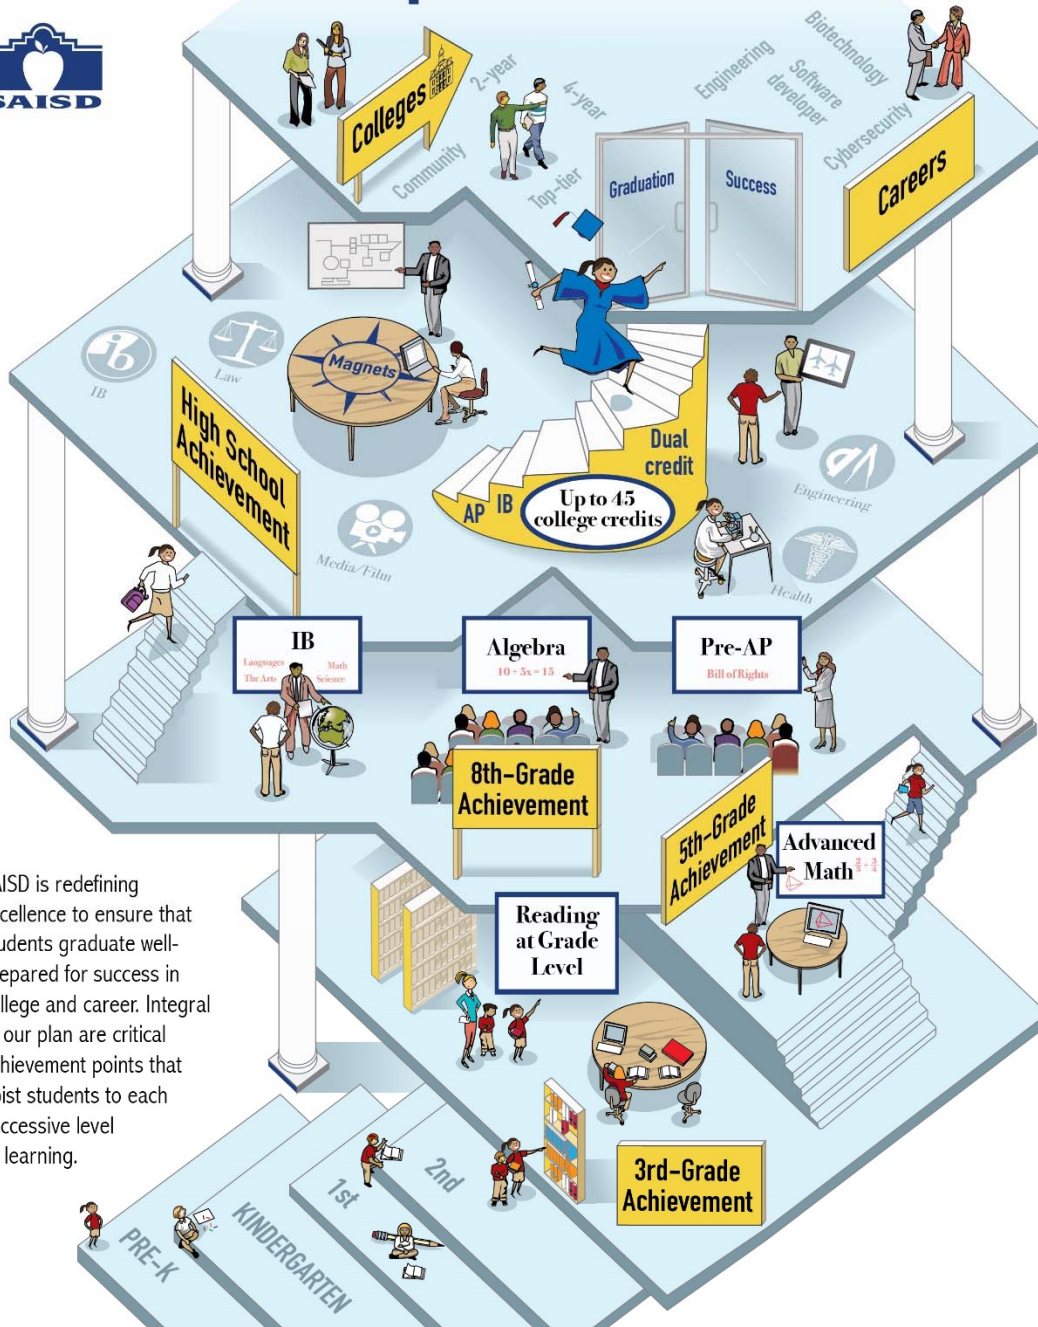 SAISD
Colleges
2-year
4-year
Community
Top-tier
Engineering
Biotechnology
Software
developer
Cybersecurity
Careers
Graduation
Success
IB
Law
Magnets
High School
Achievement
Dual
credit
AP
IB
Up to 45
college credits
Engineering
Media/Film
Health
IB
Languages
Math
The Arts
Science
Algebra
10 + 5x = 15
Pre-AP
Bill of Rights
8th-Grade
Achievement
5th-Grade
Achievement
Advanced
Math
AISD is redefining
cellence to ensure that
udents graduate well-
epared for success in
llege and career. Integral
our plan are critical
hievement points that
ist students to each
ccessive level
learning.
Reading
at Grade
Level
3rd-Grade
Achievement
PRE-K
KINDERGARTEN
1st
2nd